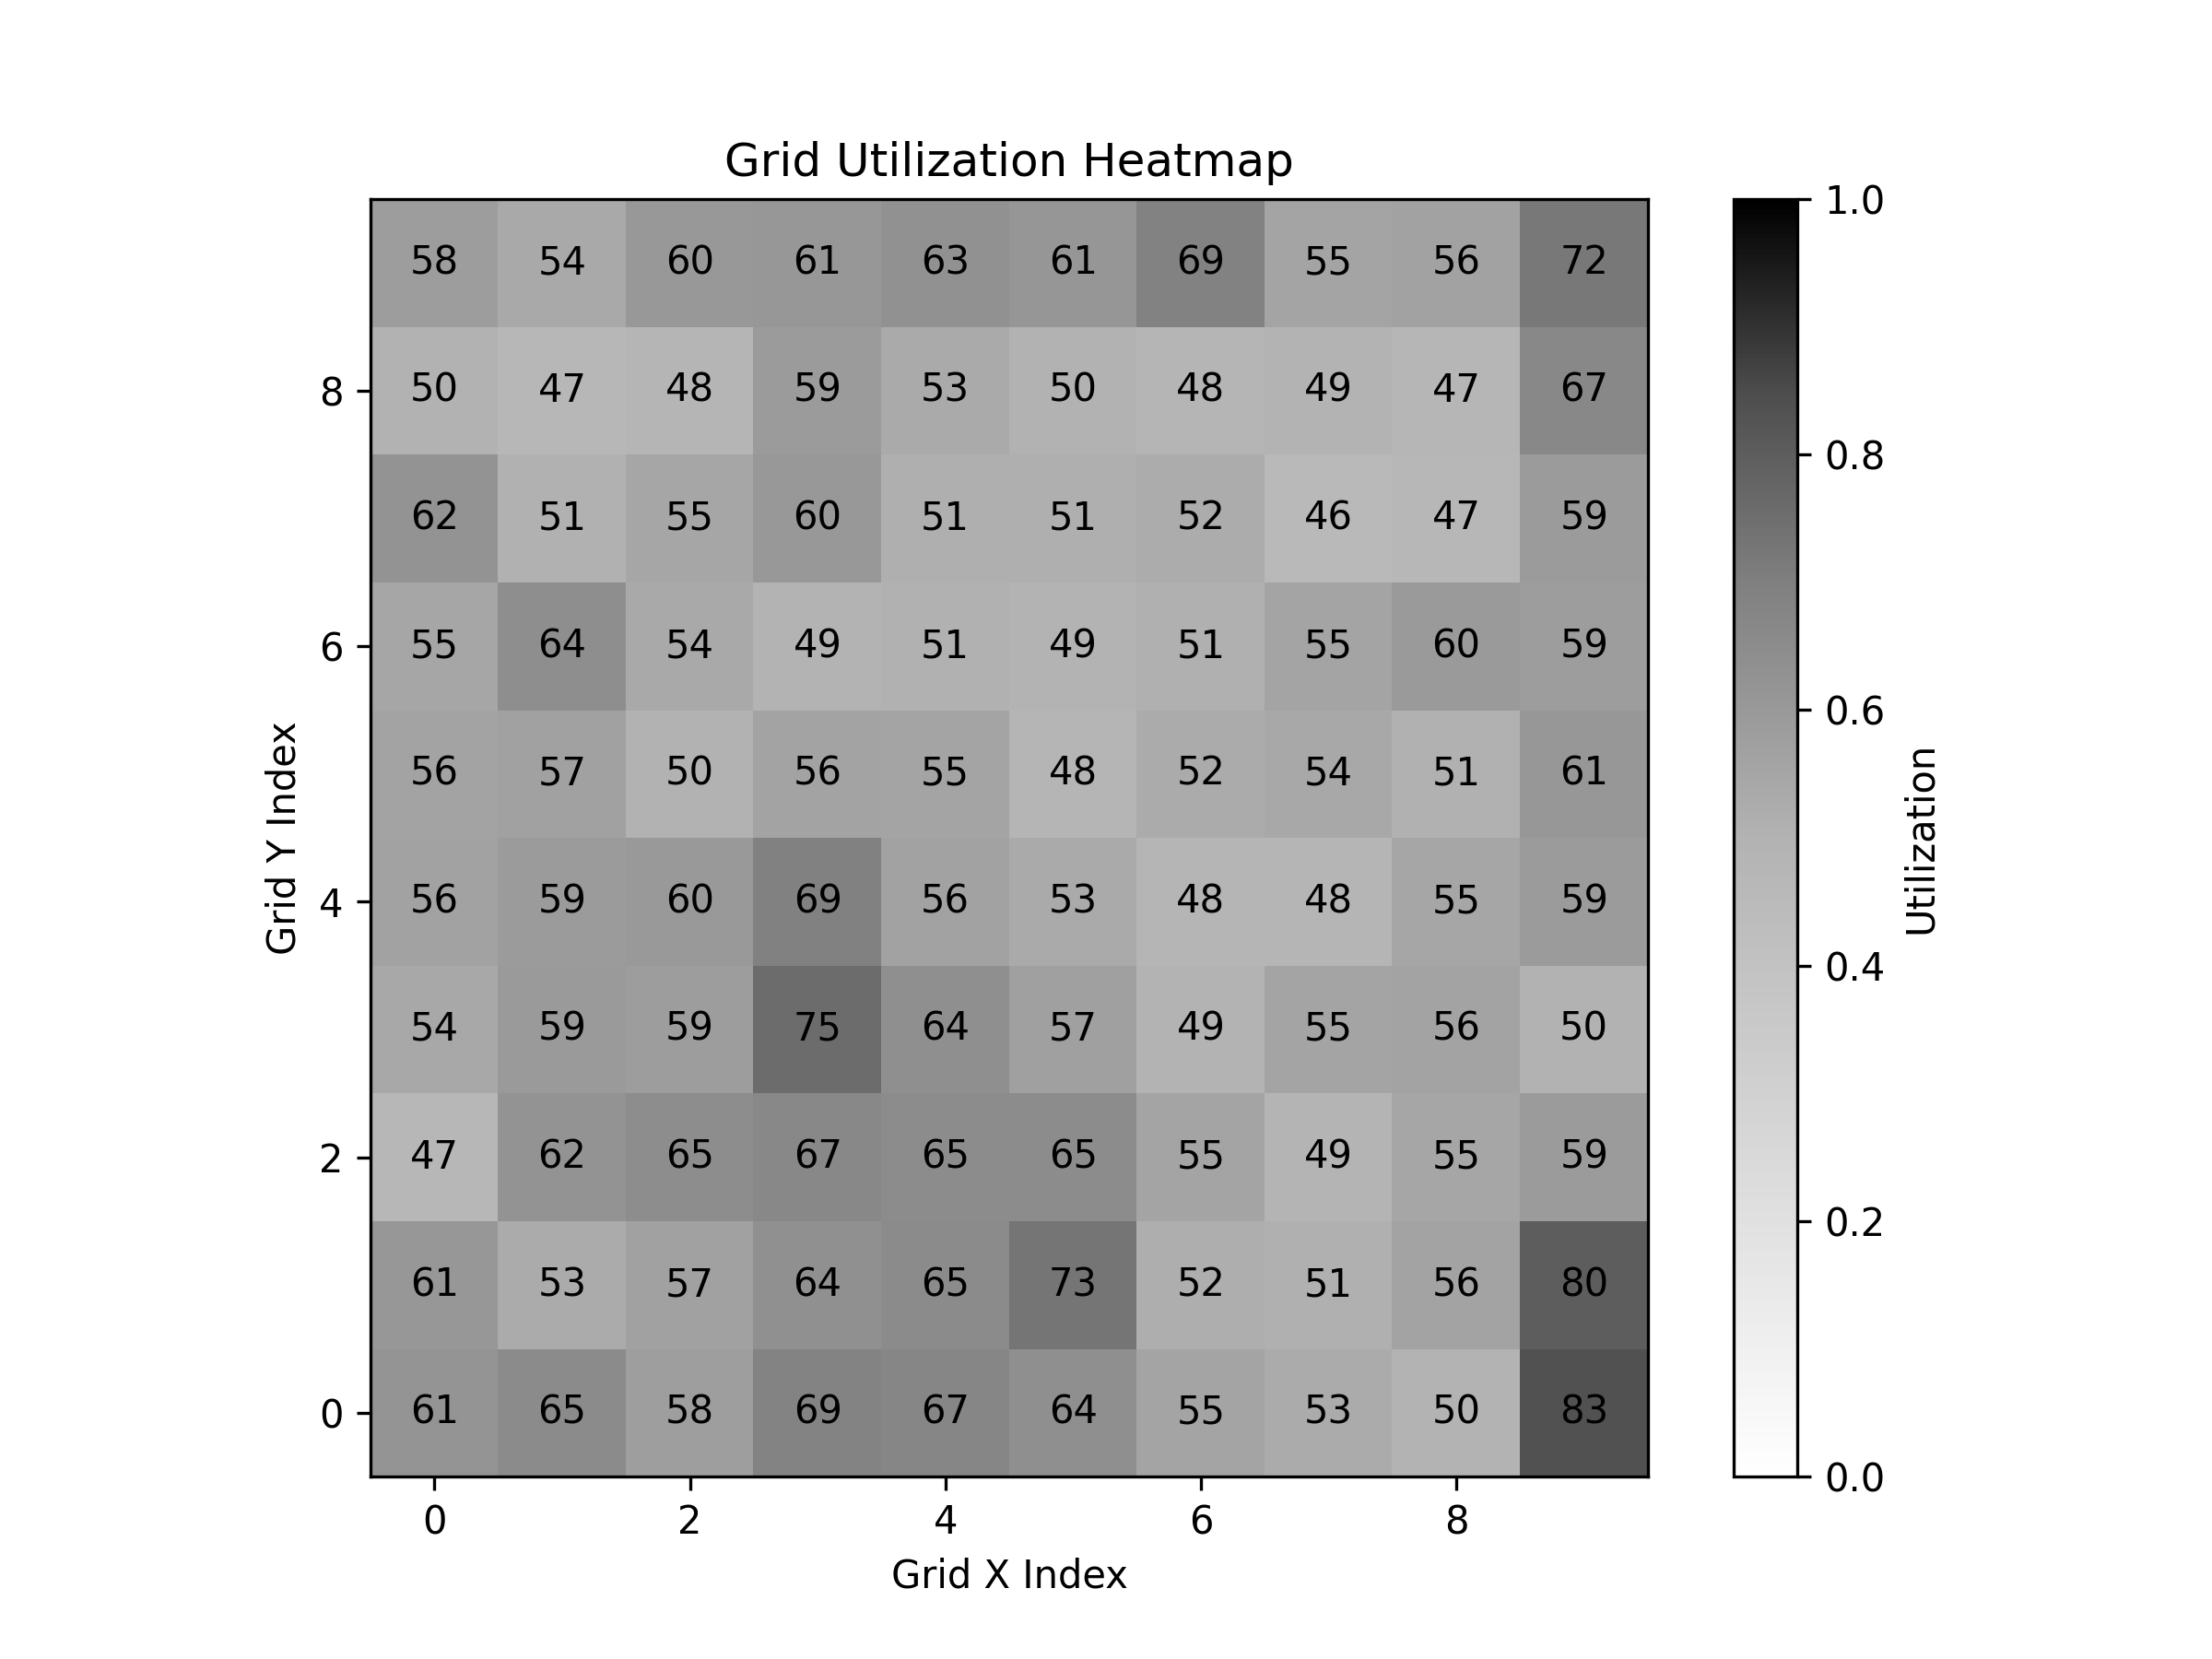 Grid Utilization Heatmap
58 54 60 61 63 61 69 55 56 72
8 50 47 48 59 53 50 48 49 47 67
62 51 55 60 51 51 52 46 47 59
6 55 64 54 49 51 49 51 55 60 59
56 57 50 56 55 48 52 54 51 61
4 56 59 60 69 56 53 48 48 55 59
54 59 59 75 64 57 49 55 56 50
2 47 62 65 67 65 65 55 49 55 59
61 53 57 64 65 73 52 51 56 80
0 61 65 58 69 67 64 55 53 50 83
0 2 4 6 8
Grid X Index
Grid Y Index
1.0
0.8
0.6
0.4
0.2
0.0
Utilization